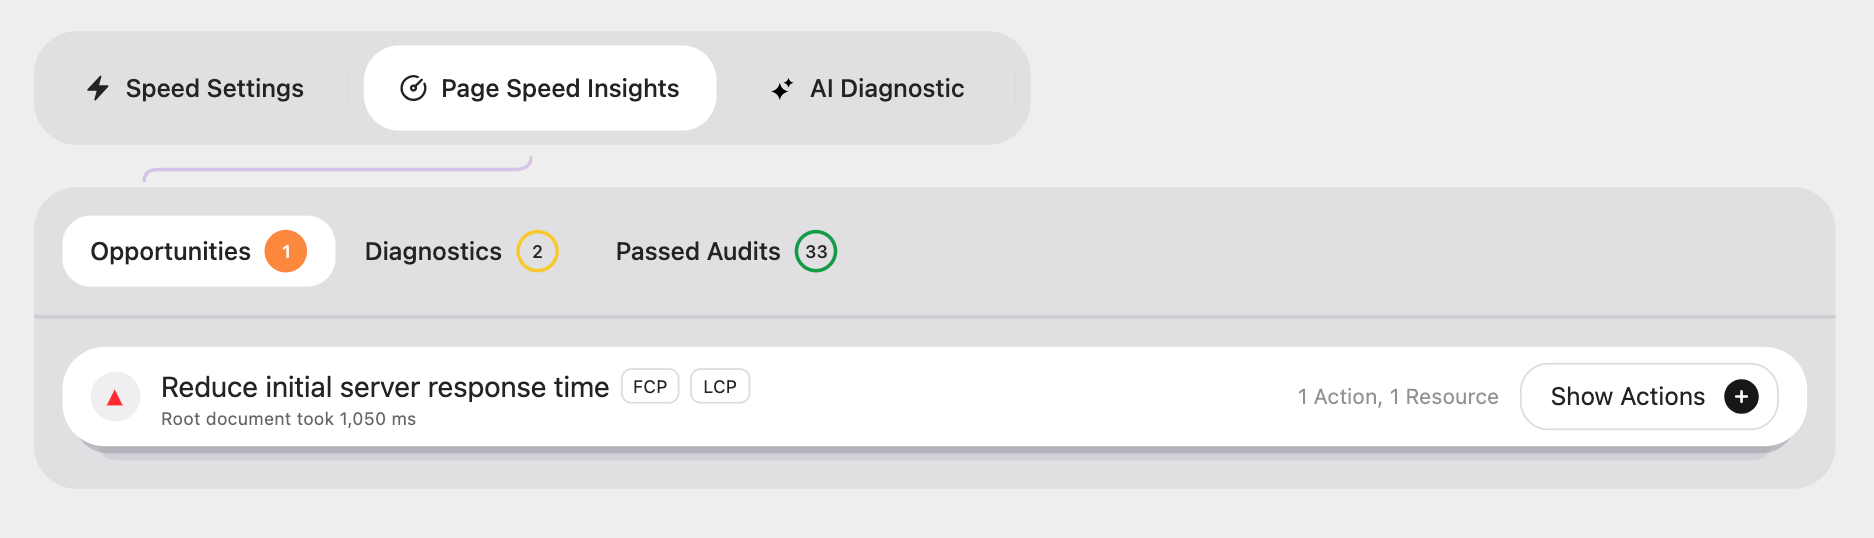 Speed Settings
Page Speed Insights
AI Diagnostic
Opportunities 1
Diagnostics 2
Passed Audits 33
Reduce initial server response time FCP LCP
Root document took 1,050 ms
1 Action, 1 Resource
Show Actions